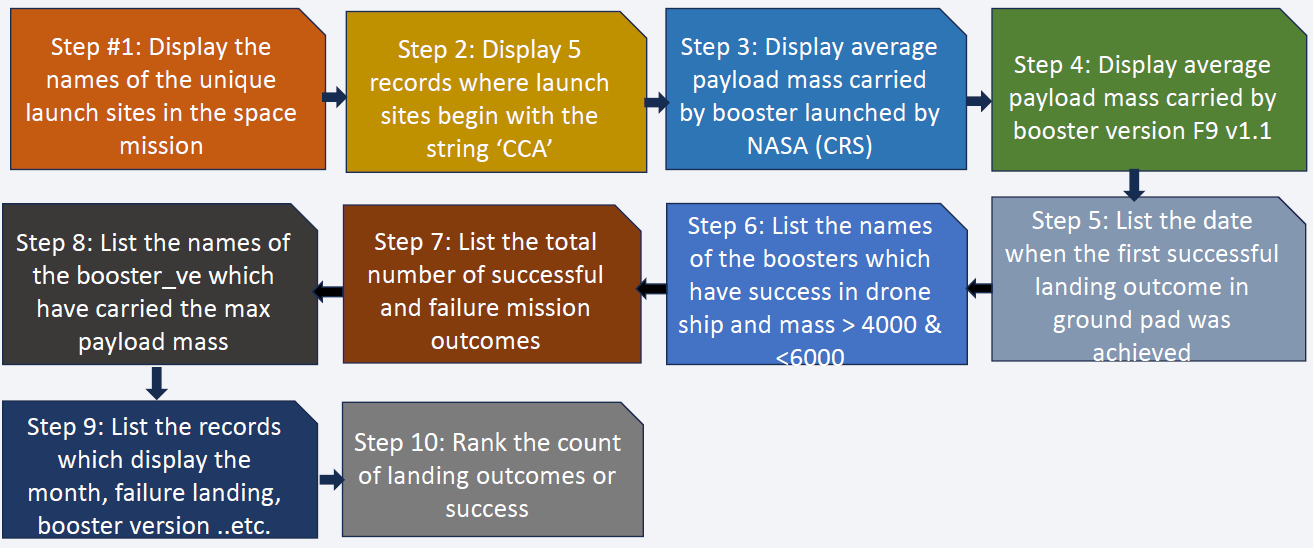 Step #1: Display the
names of the unique
launch sites in the space
mission
Step 2: Display 5
records where launch
sites begin with the
string ‘CCA’
Step 3: Display average
payload mass carried
by booster launched by
NASA (CRS)
Step 4: Display average
payload mass carried by
booster version F9 v1.1
Step 5: List the date
when the first successful
landing outcome in
ground pad was
achieved
Step 6: List the names
of the boosters which
have success in drone
ship and mass > 4000 &
<6000
Step 7: List the total
number of successful
and failure mission
outcomes
Step 8: List the names of
the booster_ve which
have carried the max
payload mass
Step 9: List the records
which display the
month, failure landing,
booster version ..etc.
Step 10: Rank the count
of landing outcomes or
success